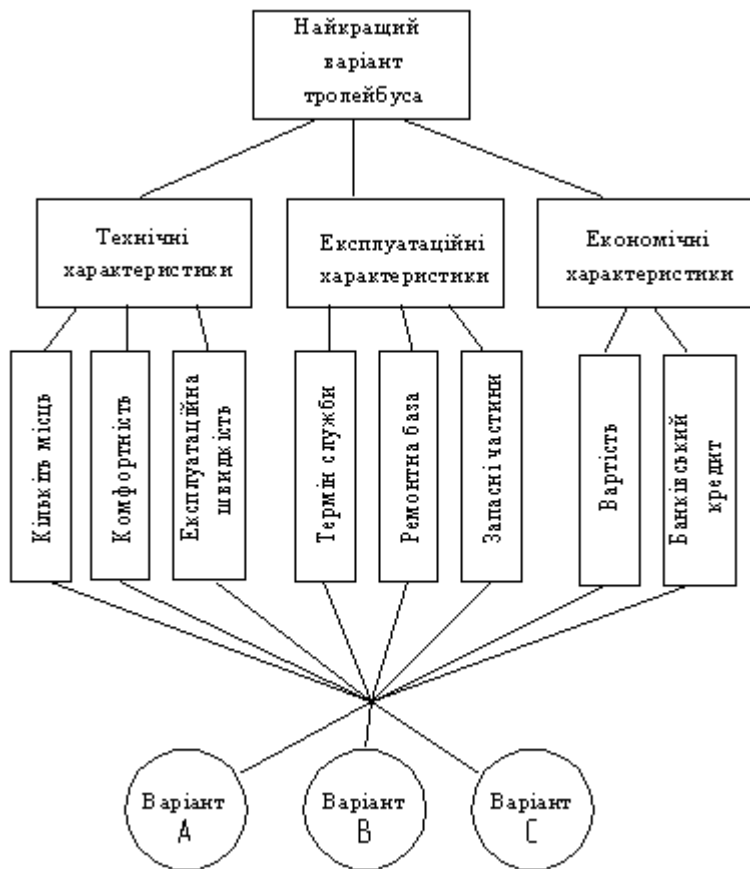 Найкращий
варіант
тролейбуса
Технічні
характеристики
Експлуатаційні
характеристики
Економічні
характеристики
Кількіть місць
Комфортність
Експлуатаційна
швидкість
Термін служби
Ремонтна база
Запасні частини
Вартість
Банківський
кредит
Варіант
A
Варіант
B
Варіант
C